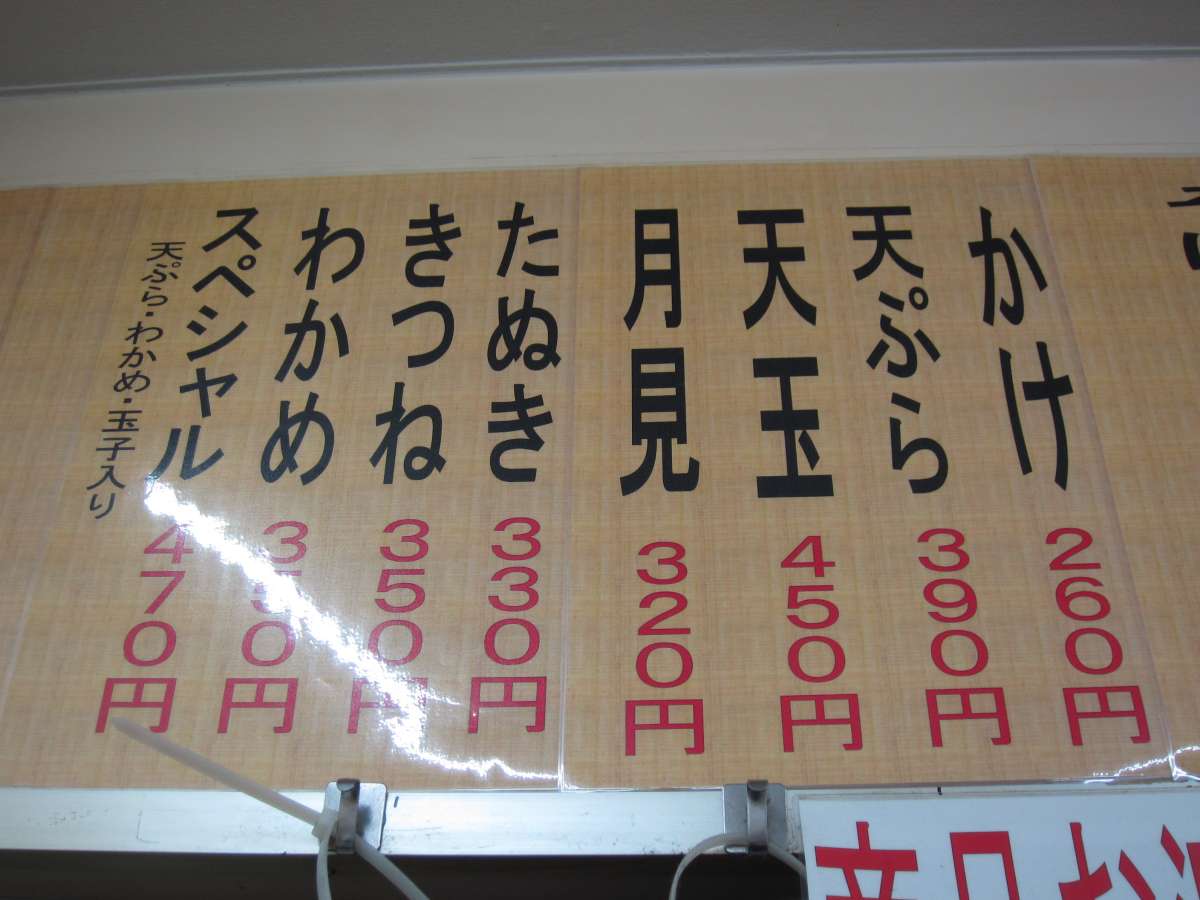 かけ 260円
天ぷら 390円
天玉 450円
月見 320円
たぬき 330円
きつね 350円
わかめ 350円
スペシャル 470円
天ぷら・わかめ・玉子入り